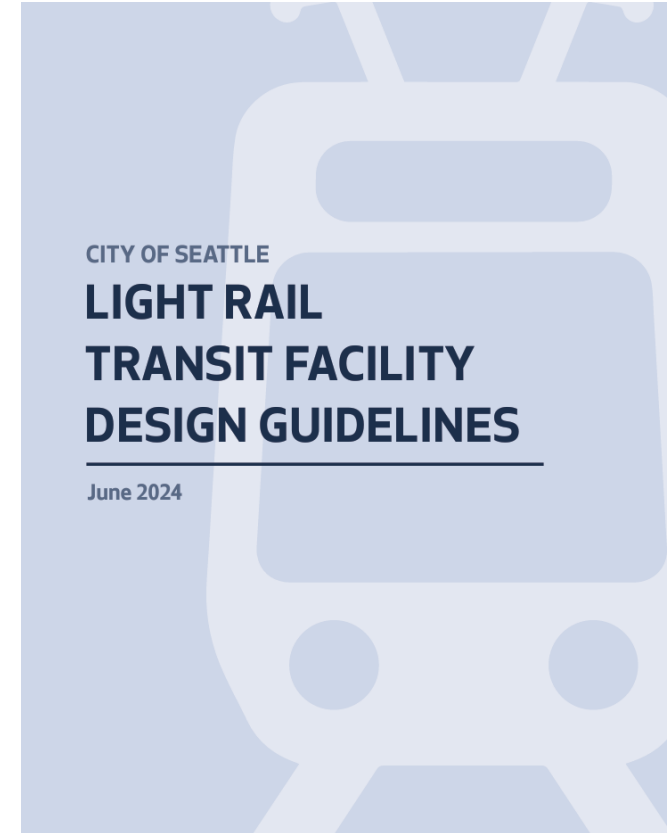 CITY OF SEATTLE
LIGHT RAIL
TRANSIT FACILITY
DESIGN GUIDELINES
June 2024